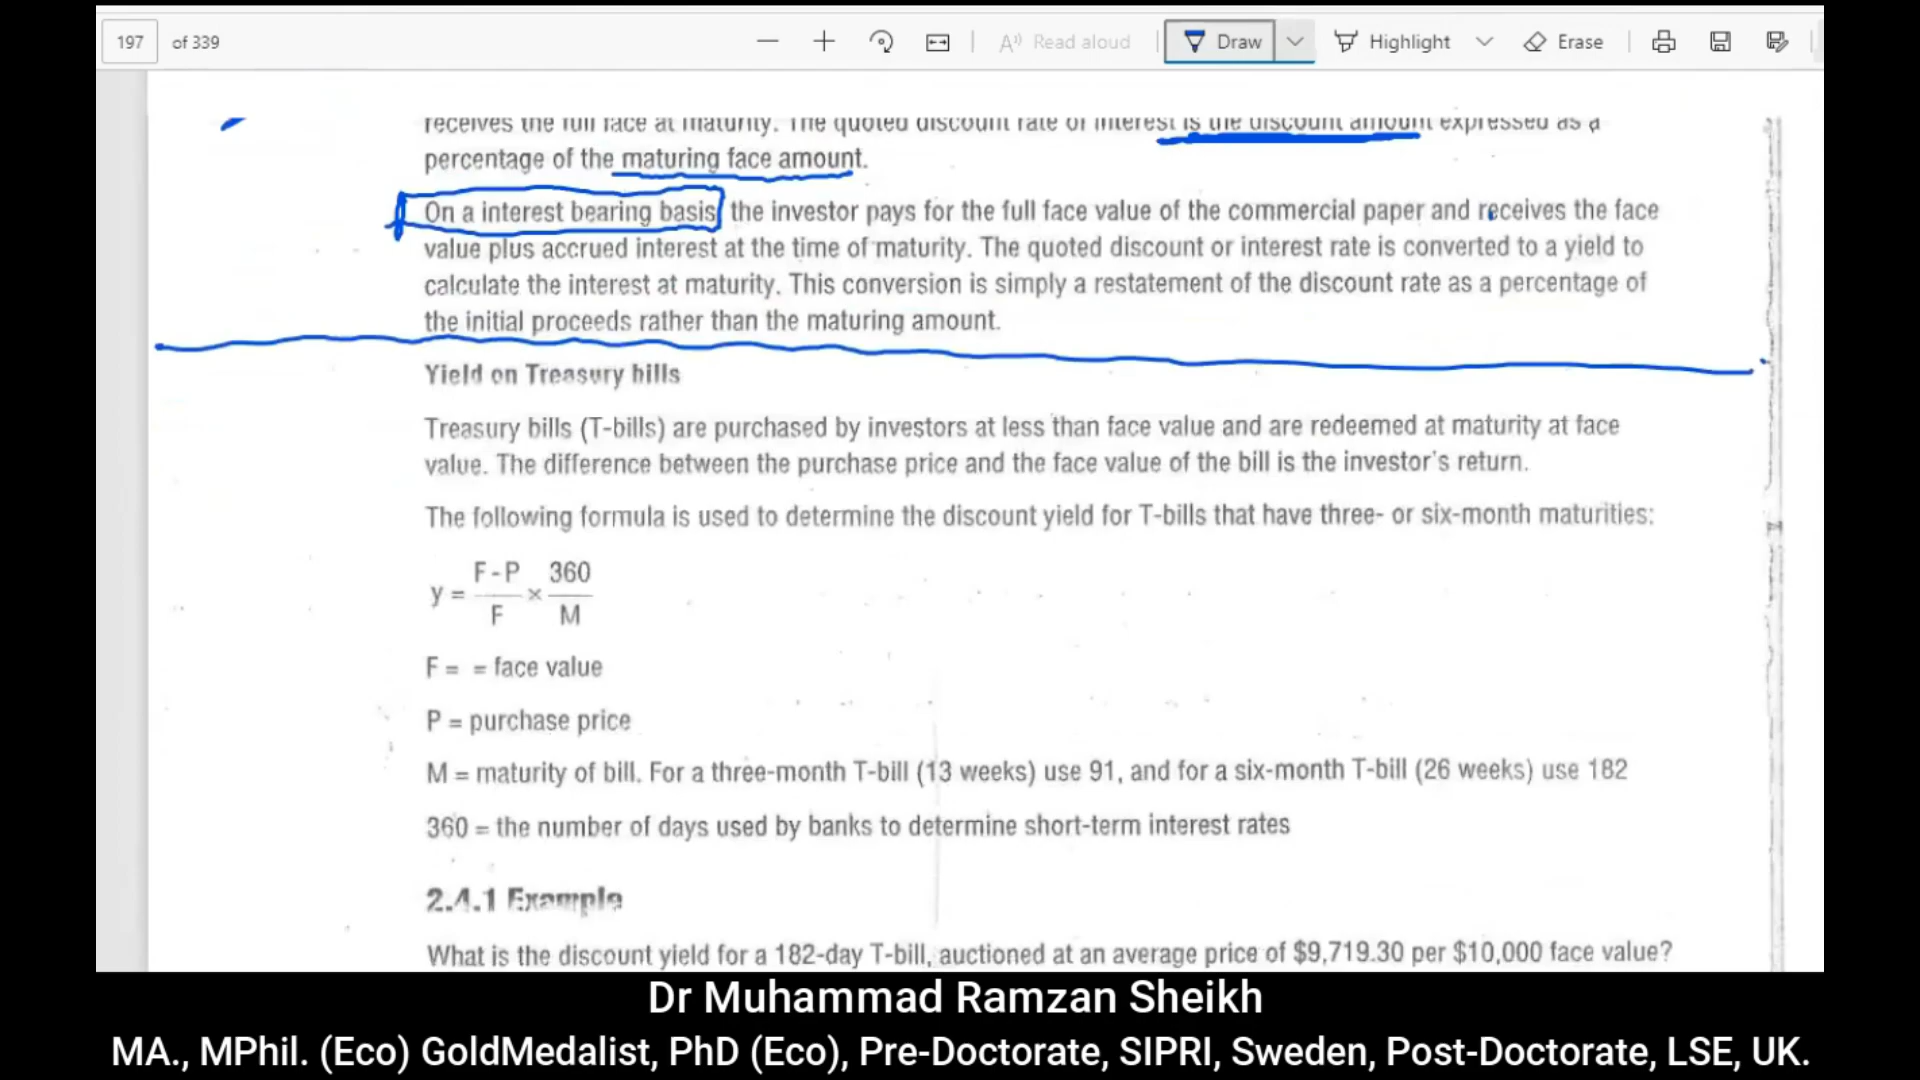 197 of 339 Read aloud Draw Highlight Erase
receives the full face at maturity. The quoted discount rate of interest is the discount amount expressed as a
percentage of the maturing face amount.
On a interest bearing basis, the investor pays for the full face value of the commercial paper and receives the face
value plus accrued interest at the time of maturity. The quoted discount or interest rate is converted to a yield to
calculate the interest at maturity. This conversion is simply a restatement of the discount rate as a percentage of
the initial proceeds rather than the maturing amount.
Yield on Treasury bills
Treasury bills (T-bills) are purchased by investors at less than face value and are redeemed at maturity at face
value. The difference between the purchase price and the face value of the bill is the investor's return.
The following formula is used to determine the discount yield for T-bills that have three- or six-month maturities:
F - P 360
y = × 
F M
F = = face value
P = purchase price
M = maturity of bill. For a three-month T-bill (13 weeks) use 91, and for a six-month T-bill (26 weeks) use 182
360 = the number of days used by banks to determine short-term interest rates
2.4.1 Example
What is the discount yield for a 182-day T-bill, auctioned at an average price of $9,719.30 per $10,000 face value?
Dr Muhammad Ramzan Sheikh
MA., MPhil. (Eco) GoldMedalist, PhD (Eco), Pre-Doctorate, SIPRI, Sweden, Post-Doctorate, LSE, UK.